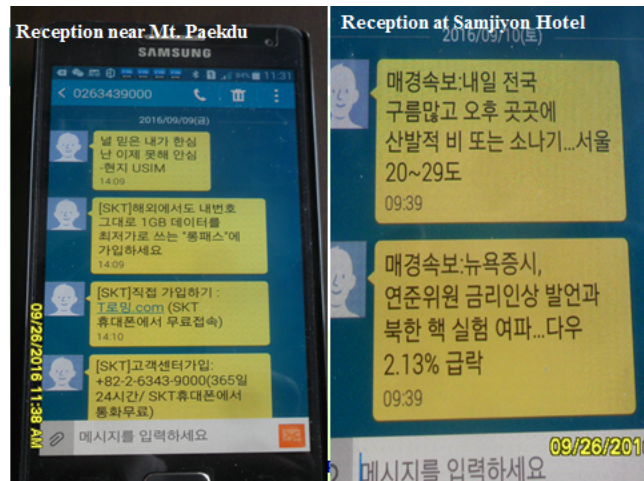 Reception near Mt. Paekdu
SAMSUNG
84%
11:31
0263439000
2016/09/09(금)
널 믿은 내가 한심
난 이제 못해 안심
-현지 USIM
14:09
[SKT]해외에서도 내번호
그대로 1GB 데이터를
최저가로 쓰는 "롱패스"에
가입하세요
14:09
[SKT]직접 가입하기 :
T로밍.com (SKT
휴대폰에서 무료접속)
14:10
[SKT]고객센터가입:
+82-2-6343-9000(365일
24시간/ SKT휴대폰에서
통화무료)
메시지를 입력하세요
09/26/2016 11:38 AM
Reception at Samjiyon Hotel
2016/09/10(토)
매경속보:내일 전국
구름많고 오후 곳곳에
산발적 비 또는 소나기...서울
20~29도
09:39
매경속보:뉴욕증시,
연준위원 금리인상 발언과
북한 핵 실험 여파...다우
2.13% 급락
09:39
메시지를 입력하세요
09/26/201